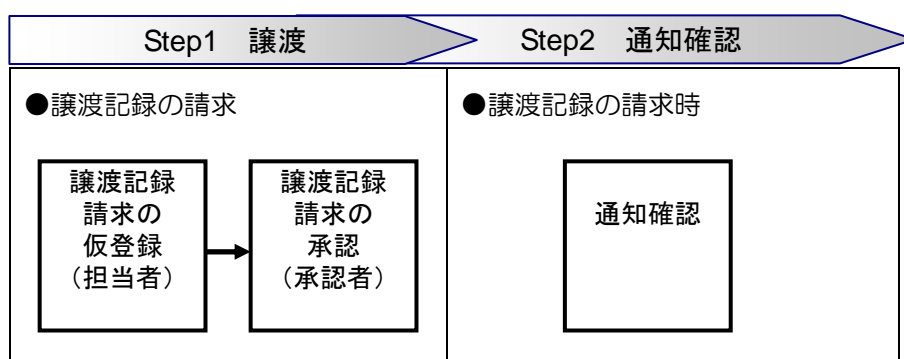 Step1 譲渡
Step2 通知確認
●譲渡記録の請求
●譲渡記録の請求時
譲渡記録
請求の
仮登録
（担当者）
譲渡記録
請求の
承認
（承認者）
通知確認